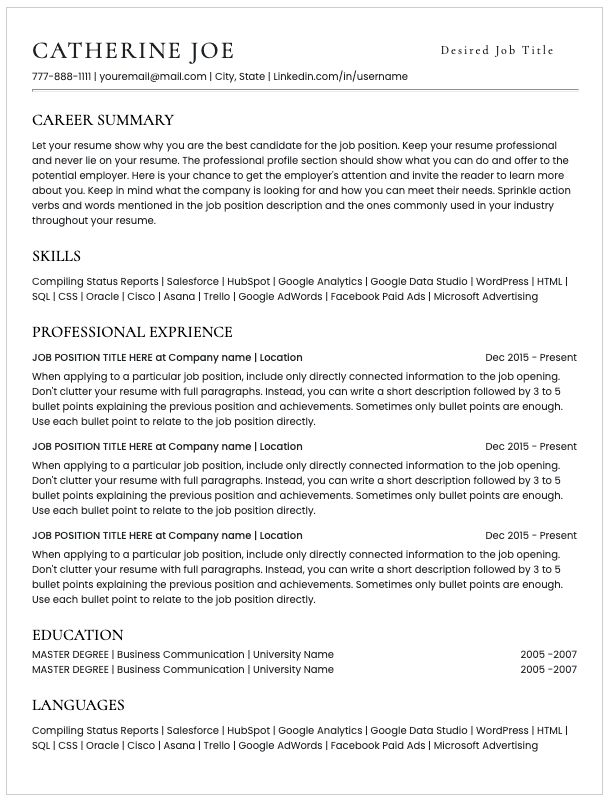 CATHERINE JOE
Desired Job Title
777-888-1111 | youremail@mail.com | City, State | Linkedin.com/in/username
CAREER SUMMARY
Let your resume show why you are the best candidate for the job position. Keep your resume professional
and never lie on your resume. The professional profile section should show what you can do and offer to the
potential employer. Here is your chance to get the employer's attention and invite the reader to learn more
about you. Keep in mind what the company is looking for and how you can meet their needs. Sprinkle action
verbs and words mentioned in the job position description and the ones commonly used in your industry
throughout your resume.
SKILLS
Compiling Status Reports | Salesforce | HubSpot | Google Analytics | Google Data Studio | WordPress | HTML |
SQL | CSS | Oracle | Cisco | Asana | Trello | Google AdWords | Facebook Paid Ads | Microsoft Advertising
PROFESSIONAL EXPRIENCE
JOB POSITION TITLE HERE at Company name | Location Dec 2015 - Present
When applying to a particular job position, include only directly connected information to the job opening.
Don't clutter your resume with full paragraphs. Instead, you can write a short description followed by 3 to 5
bullet points explaining the previous position and achievements. Sometimes only bullet points are enough.
Use each bullet point to relate to the job position directly.
JOB POSITION TITLE HERE at Company name | Location Dec 2015 - Present
When applying to a particular job position, include only directly connected information to the job opening.
Don't clutter your resume with full paragraphs. Instead, you can write a short description followed by 3 to 5
bullet points explaining the previous position and achievements. Sometimes only bullet points are enough.
Use each bullet point to relate to the job position directly.
JOB POSITION TITLE HERE at Company name | Location Dec 2015 - Present
When applying to a particular job position, include only directly connected information to the job opening.
Don't clutter your resume with full paragraphs. Instead, you can write a short description followed by 3 to 5
bullet points explaining the previous position and achievements. Sometimes only bullet points are enough.
Use each bullet point to relate to the job position directly.
EDUCATION
MASTER DEGREE | Business Communication | University Name 2005 -2007
MASTER DEGREE | Business Communication | University Name 2005 -2007
LANGUAGES
Compiling Status Reports | Salesforce | HubSpot | Google Analytics | Google Data Studio | WordPress | HTML |
SQL | CSS | Oracle | Cisco | Asana | Trello | Google AdWords | Facebook Paid Ads | Microsoft Advertising